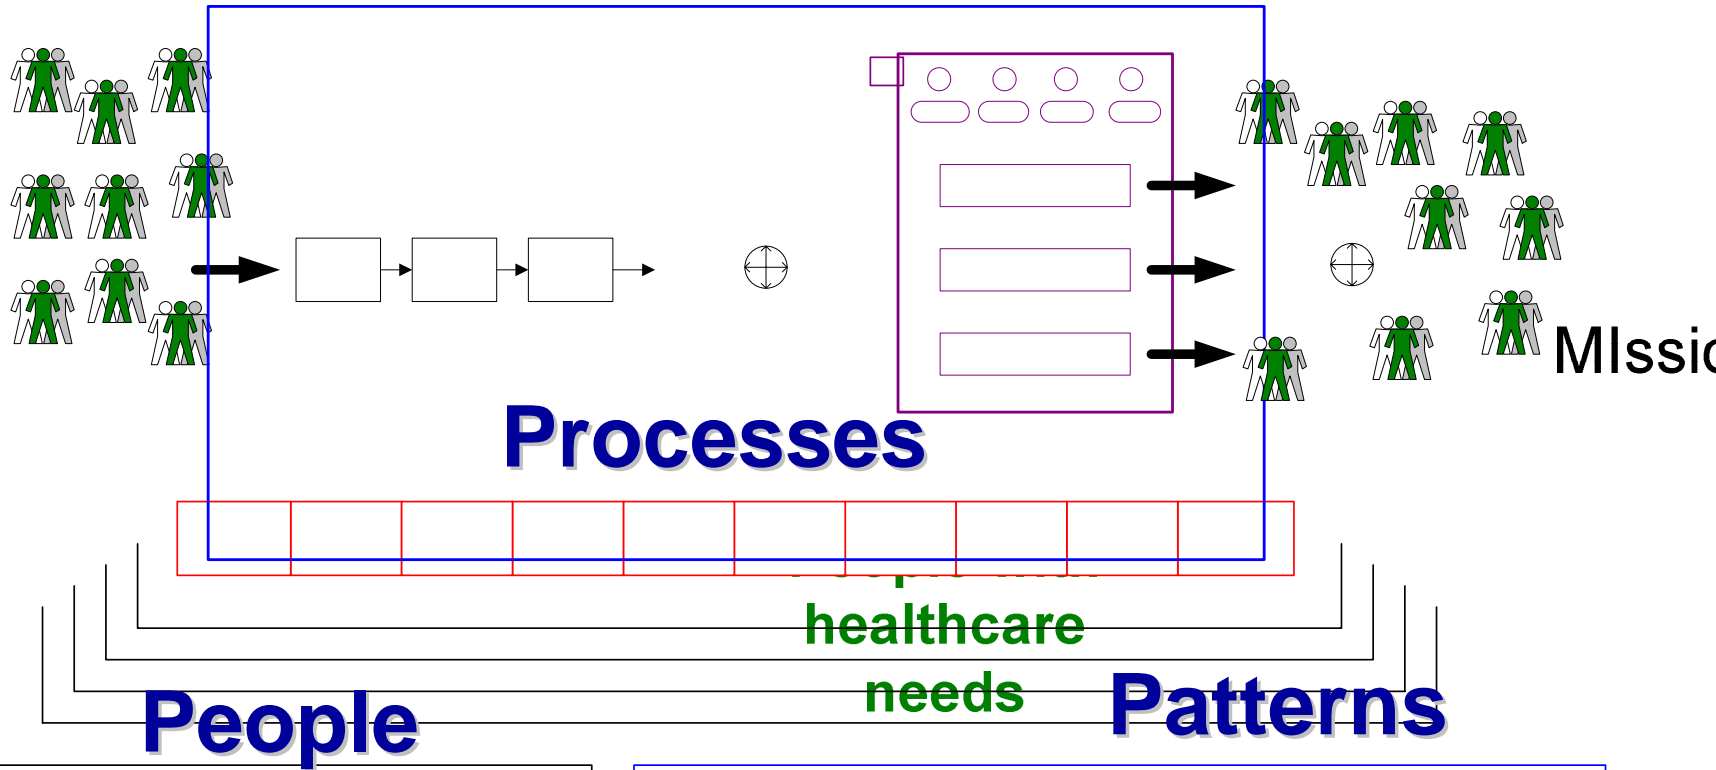 MIssio
Processes
healthcare
needs
People
Patterns